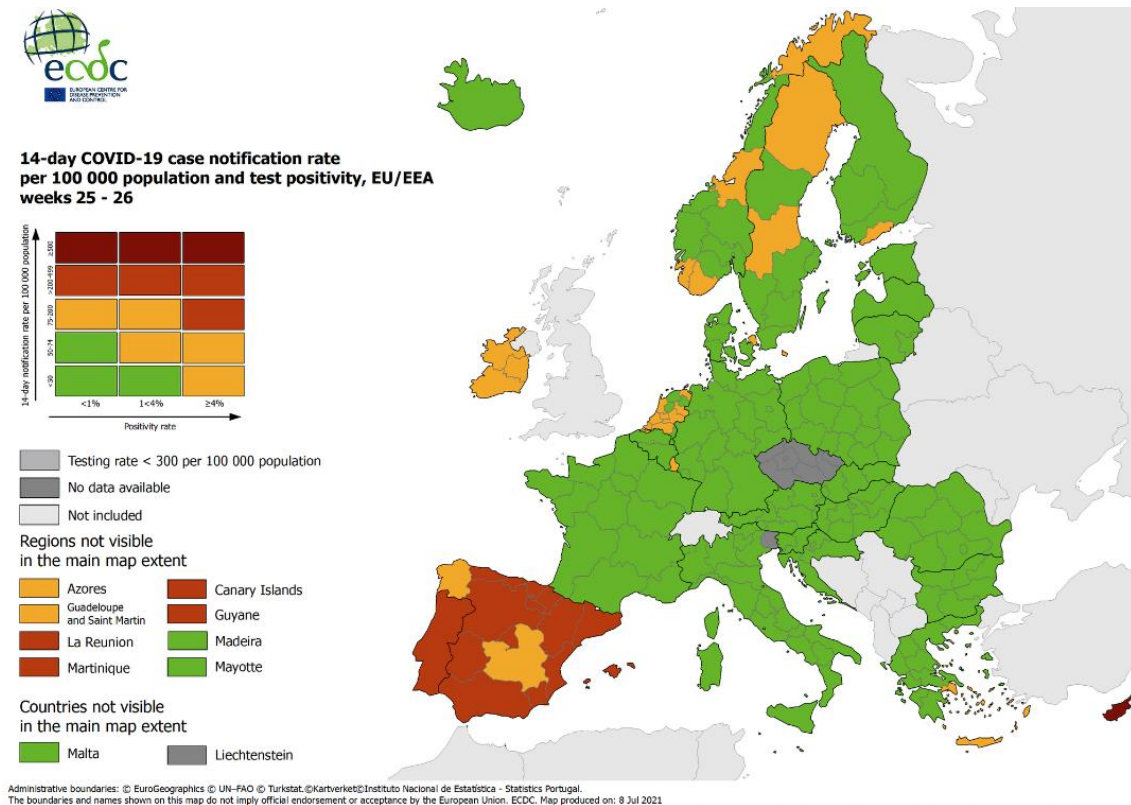 ecdc
EUROPEAN CENTRE FOR
DISEASE PREVENTION
AND CONTROL
14-day COVID-19 case notification rate
per 100 000 population and test positivity, EU/EEA
weeks 25 - 26
14-day notification rate per 100 000 population
≥500
>200-499
75-200
50-74
<50
<1%
1<4%
≥4%
Positivity rate
Testing rate < 300 per 100 000 population
No data available
Not included
Regions not visible
in the main map extent
Azores
Canary Islands
Guadeloupe
and Saint Martin
Guyane
La Reunion
Madeira
Martinique
Mayotte
Countries not visible
in the main map extent
Malta
Liechtenstein
Administrative boundaries: © EuroGeographics © UN–FAO © Turkstat.©Kartverket©Instituto Nacional de Estatística - Statistics Portugal.
The boundaries and names shown on this map do not imply official endorsement or acceptance by the European Union. ECDC. Map produced on: 8 Jul 2021